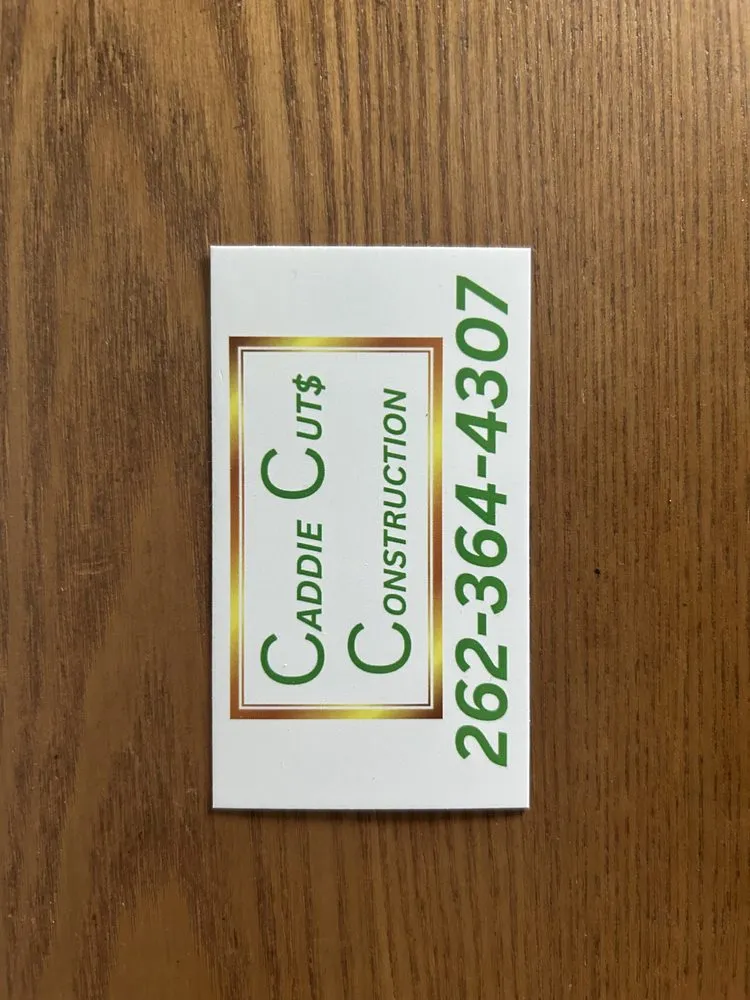 CADDIE CUT$
CONSTRUCTION
262-364-4307